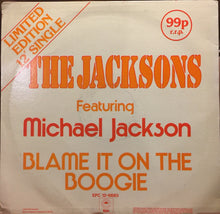 LIMITED
EDITION
12" SINGLE
99p
r.r.p.
THE JACKSONS
Featuring
Michael Jackson
BLAME IT ON THE
BOOGIE